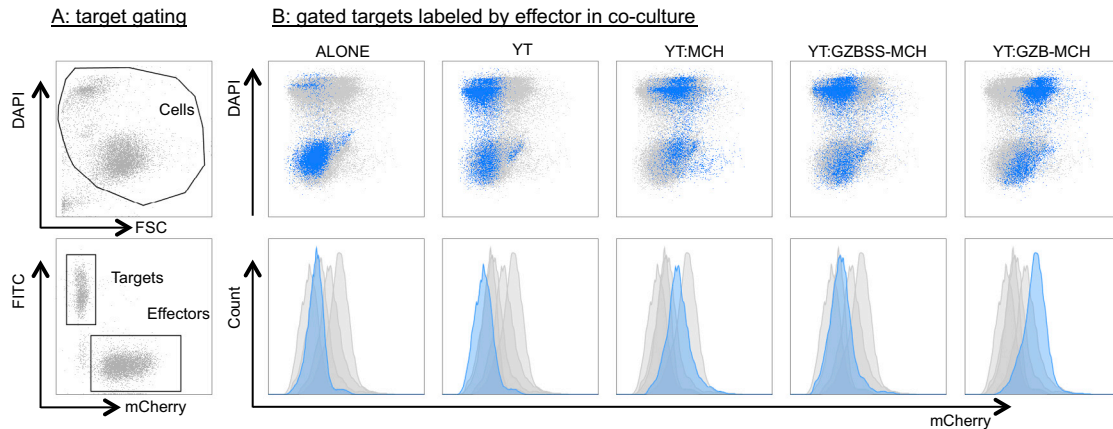 A: target gating
B: gated targets labeled by effector in co-culture
ALONE
YT
YT:MCH
YT:GZBSS-MCH
YT:GZB-MCH
DAPI
Cells
FSC
DAPI
FITC
Targets
Effectors
mCherry
Count
mCherry